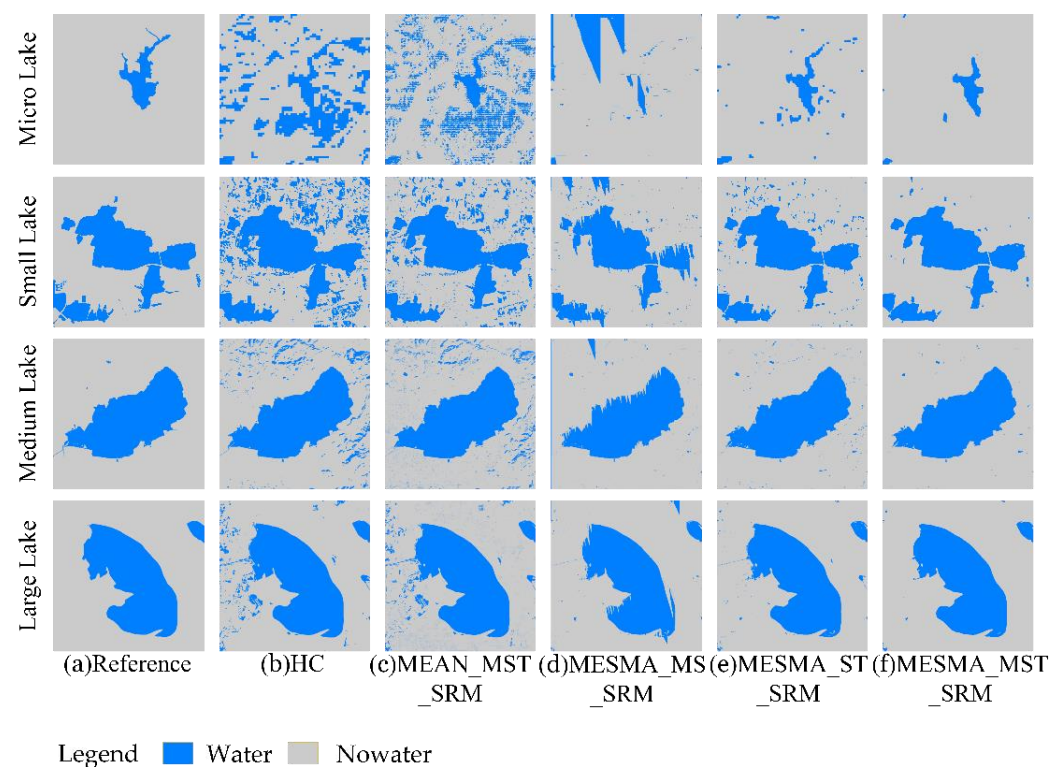 Micro Lake
Small Lake
Medium Lake
Large Lake
(a)Reference
(b)HC
(c)MEAN_MST
_SRM
(d)MESMA_MS
_SRM
(e)MESMA_ST
_SRM
(f)MESMA_MST
_SRM
Legend Water Nowater